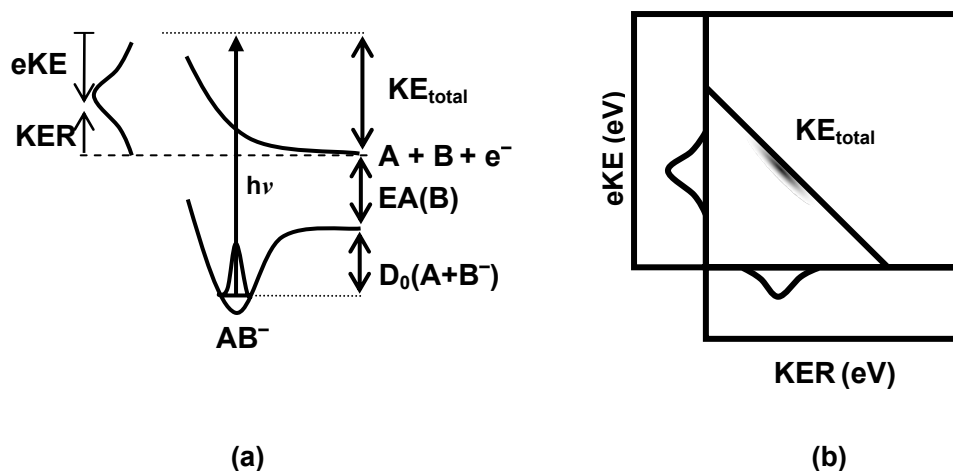 eKE
KER
hν
KE_total
A + B + e⁻
EA(B)
D₀(A+B⁻)
AB⁻
(a)
eKE (eV)
KE_total
KER (eV)
(b)